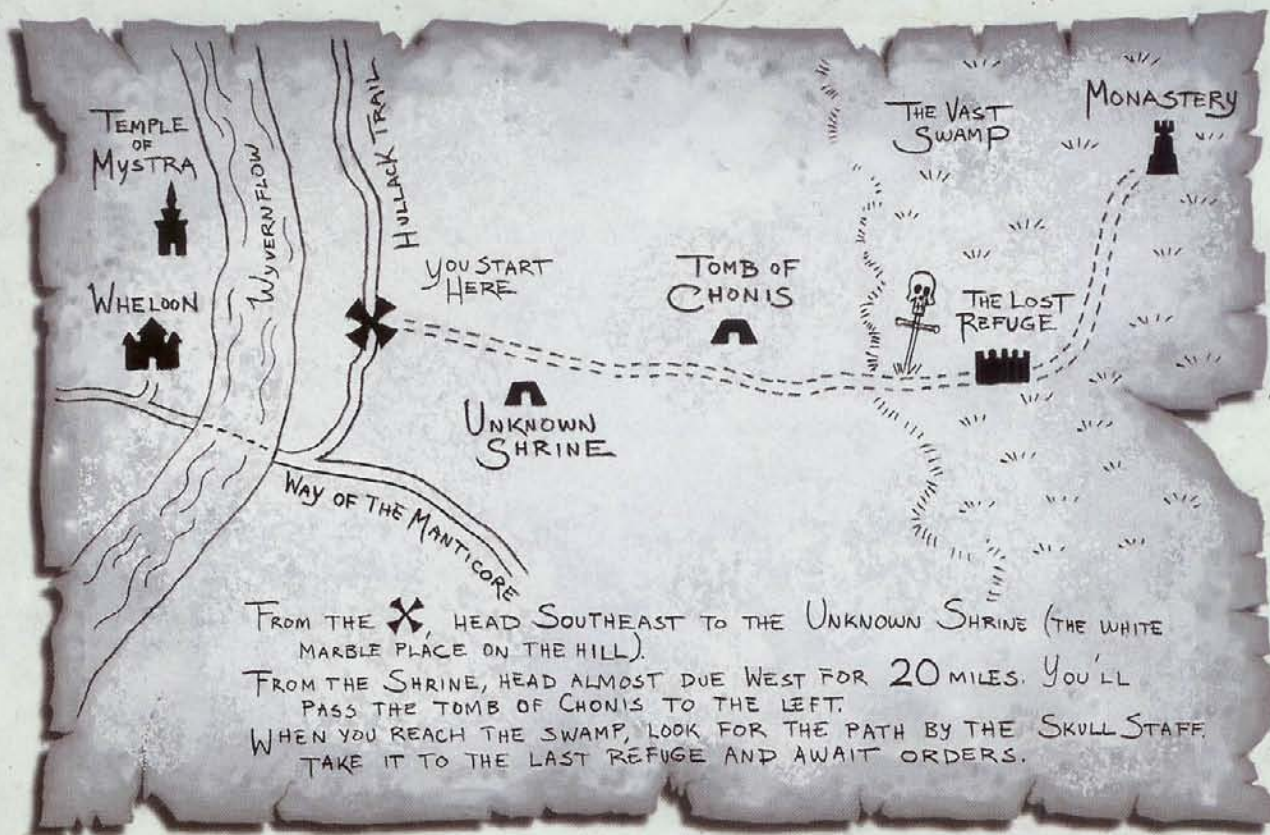 TEMPLE
OF
MYSTRA
WYVERNFLOW
HULLACK TRAIL
THE VAST
SWAMP
MONASTERY
WHELOON
YOU START
HERE
TOMB OF
CHONIS
THE LOST
REFUGE
UNKNOWN
SHRINE
WAY OF THE MANTICORE
FROM THE , HEAD SOUTHEAST TO THE UNKNOWN SHRINE (THE WHITE
MARBLE PLACE ON THE HILL).
FROM THE SHRINE, HEAD ALMOST DUE WEST FOR 20 MILES. YOU'LL
PASS THE TOMB OF CHONIS TO THE LEFT.
WHEN YOU REACH THE SWAMP, LOOK FOR THE PATH BY THE SKULL STAFF.
TAKE IT TO THE LAST REFUGE AND AWAIT ORDERS.